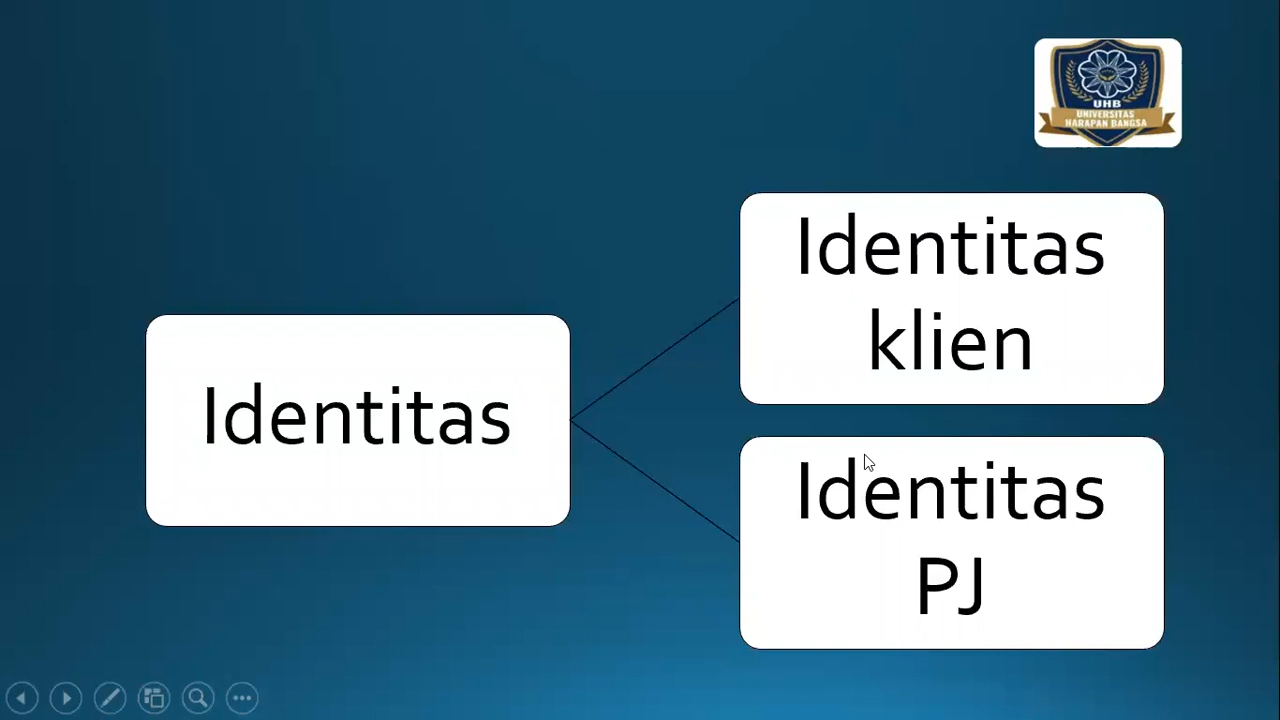 UHB
UNIVERSITAS
HARAPAN BANGSA
Identitas
Identitas
klien
Identitas
PJ